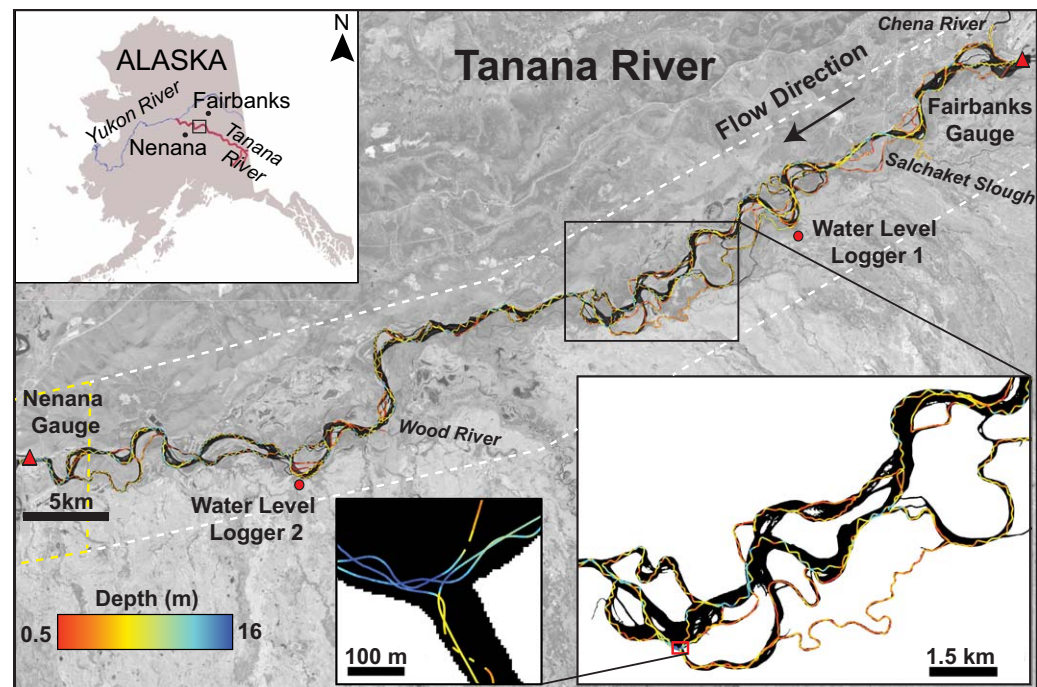 N
ALASKA
Yukon River
Fairbanks
Nenana
Tanana
River
Tanana River
Chena River
Flow Direction
Fairbanks
Gauge
Salchaket Slough
Water Level
Logger 1
Nenana
Gauge
Wood River
5km
Water Level
Logger 2
Depth (m)
0.5
16
100 m
1.5 km